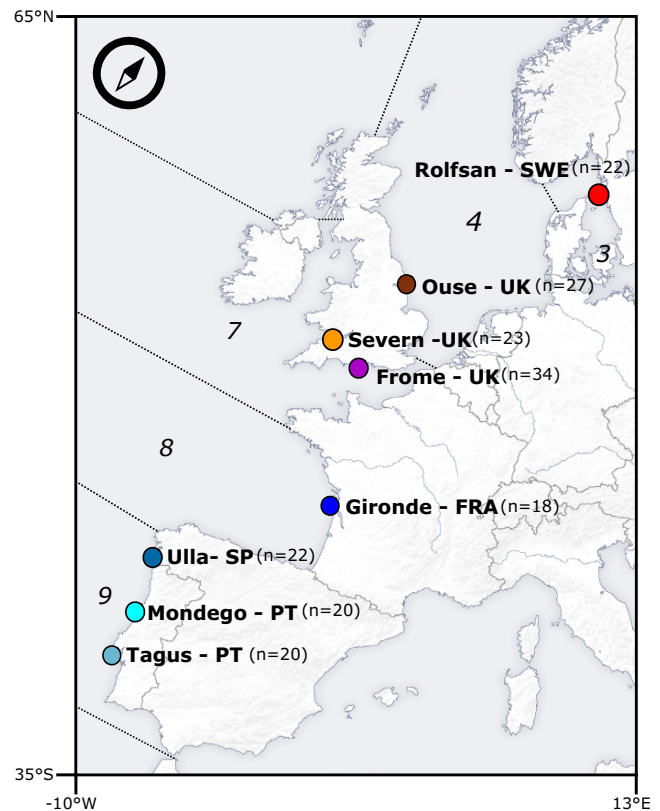 65°N
Rolfsan - SWE(n=22)
4
3
Ouse - UK (n=27)
7
Severn -UK(n=23)
Frome - UK(n=34)
8
Gironde - FRA(n=18)
Ulla- SP(n=22)
9
Mondego - PT (n=20)
Tagus - PT (n=20)
35°S
-10°W
13°E